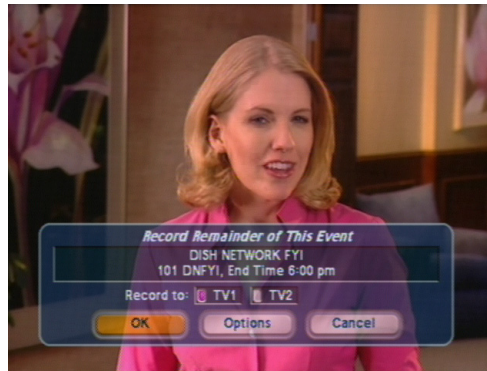 Record Remainder of This Event
DISH NETWORK FYI
101 DNFYI, End Time 6:00 pm
Record to: TV1 TV2
OK Options Cancel